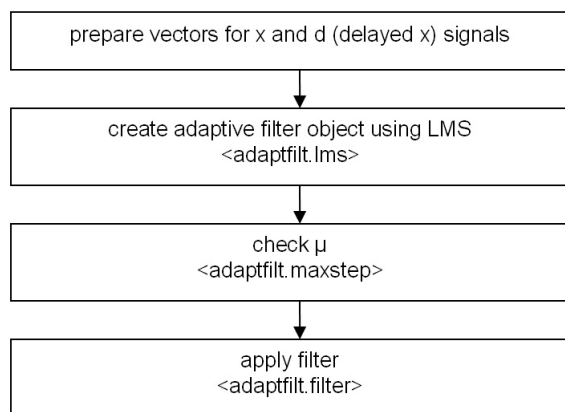 prepare vectors for x and d (delayed x) signals
create adaptive filter object using LMS
<adaptfilt.lms>
check µ
<adaptfilt.maxstep>
apply filter
<adaptfilt.filter>